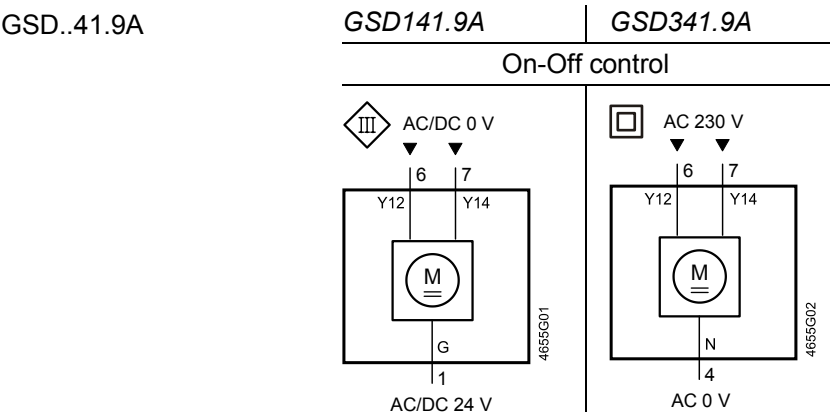 GSD..41.9A
GSD141.9A GSD341.9A
On-Off control
III AC/DC 0 V AC 230 V
6 7 6 7
Y12 Y14 Y12 Y14
M M
4655G01 4655G02
G N
1 4
AC/DC 24 V AC 0 V